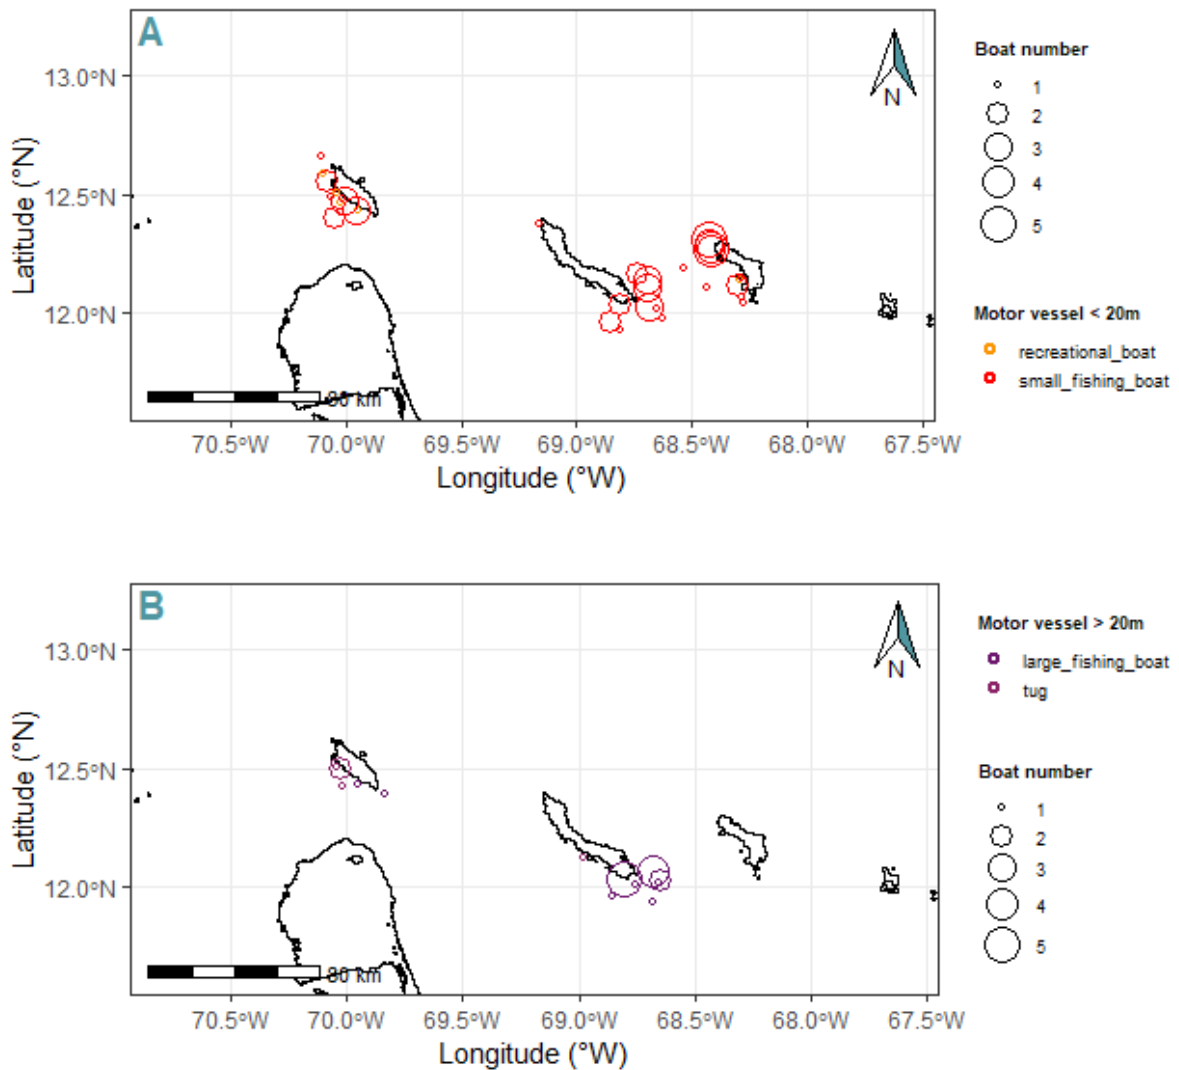 A
N
13.0°N
12.5°N
12.0°N
Latitude (°N)
80 km
70.5°W 70.0°W 69.5°W 69.0°W 68.5°W 68.0°W 67.5°W
Longitude (°W)
Boat number
1
2
3
4
5
Motor vessel < 20m
recreational_boat
small_fishing_boat
B
N
13.0°N
12.5°N
12.0°N
Latitude (°N)
80 km
70.5°W 70.0°W 69.5°W 69.0°W 68.5°W 68.0°W 67.5°W
Longitude (°W)
Motor vessel > 20m
large_fishing_boat
tug
Boat number
1
2
3
4
5